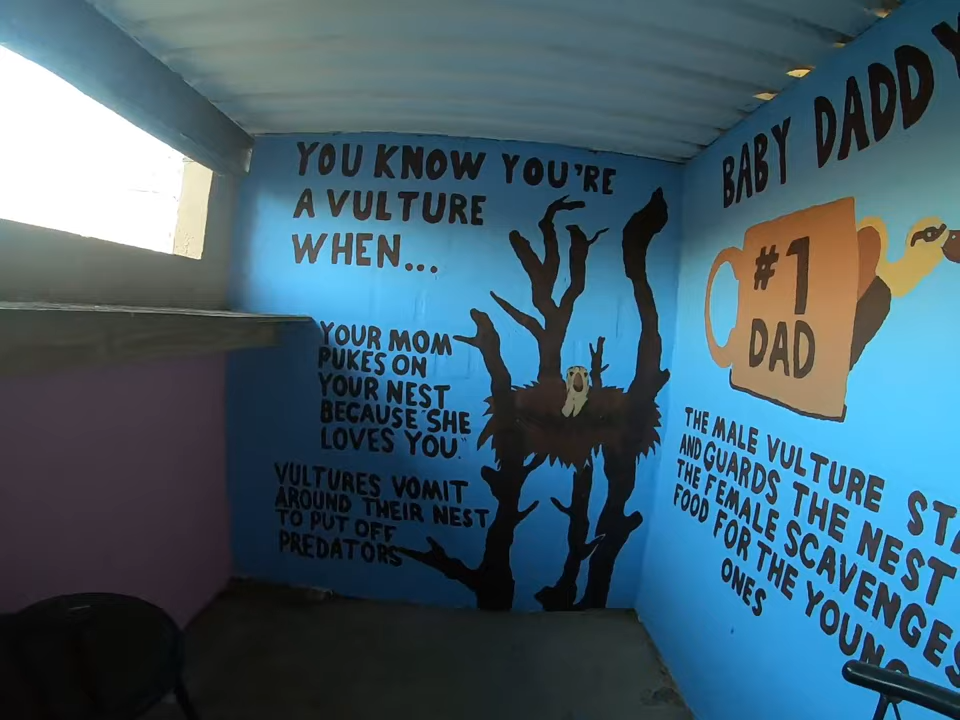 YOU KNOW YOU'RE
A VULTURE
WHEN...
YOUR MOM
PUKES ON
YOUR NEST
BECAUSE "SHE
LOVES YOU."
VULTURES VOMIT
AROUND THEIR NEST
TO PUT OFF
PREDATORS
BABY DADDY
#1
DAD
THE MALE VULTURE
AND GUARDS THE NEST
THE FEMALE SCAVENGES
FOOD FOR THE YOUNG
ONES